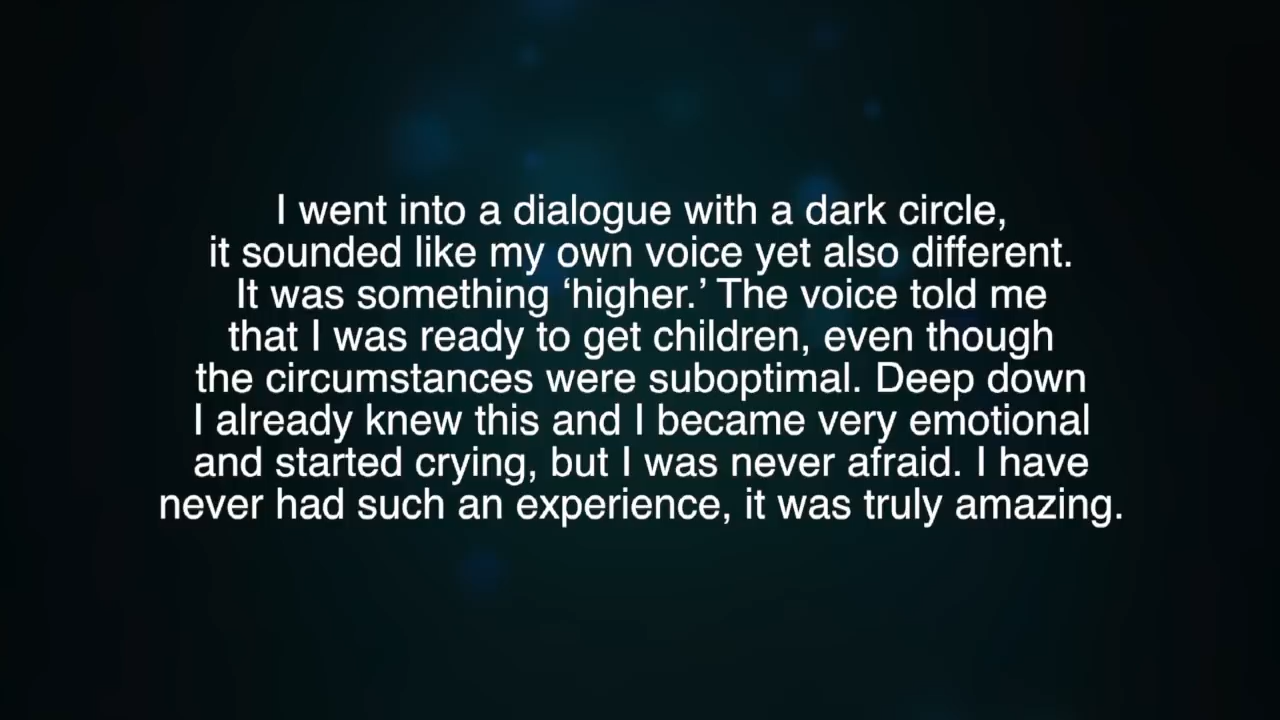 I went into a dialogue with a dark circle,
it sounded like my own voice yet also different.
It was something ‘higher.’ The voice told me
that I was ready to get children, even though
the circumstances were suboptimal. Deep down
I already knew this and I became very emotional
and started crying, but I was never afraid. I have
never had such an experience, it was truly amazing.